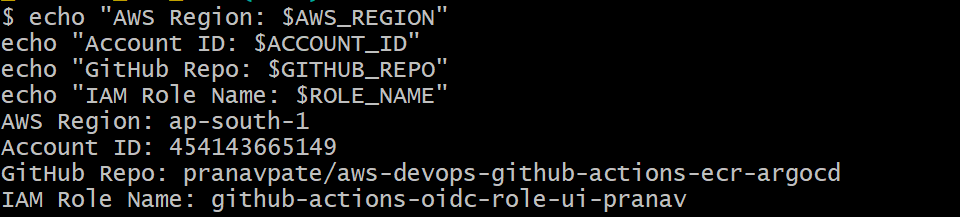 $ echo "AWS Region: $AWS_REGION"
echo "Account ID: $ACCOUNT_ID"
echo "GitHub Repo: $GITHUB_REPO"
echo "IAM Role Name: $ROLE_NAME"
AWS Region: ap-south-1
Account ID: 454143665149
GitHub Repo: pranavpate/aws-devops-github-actions-ecr-argocd
IAM Role Name: github-actions-oidc-role-ui-pranav